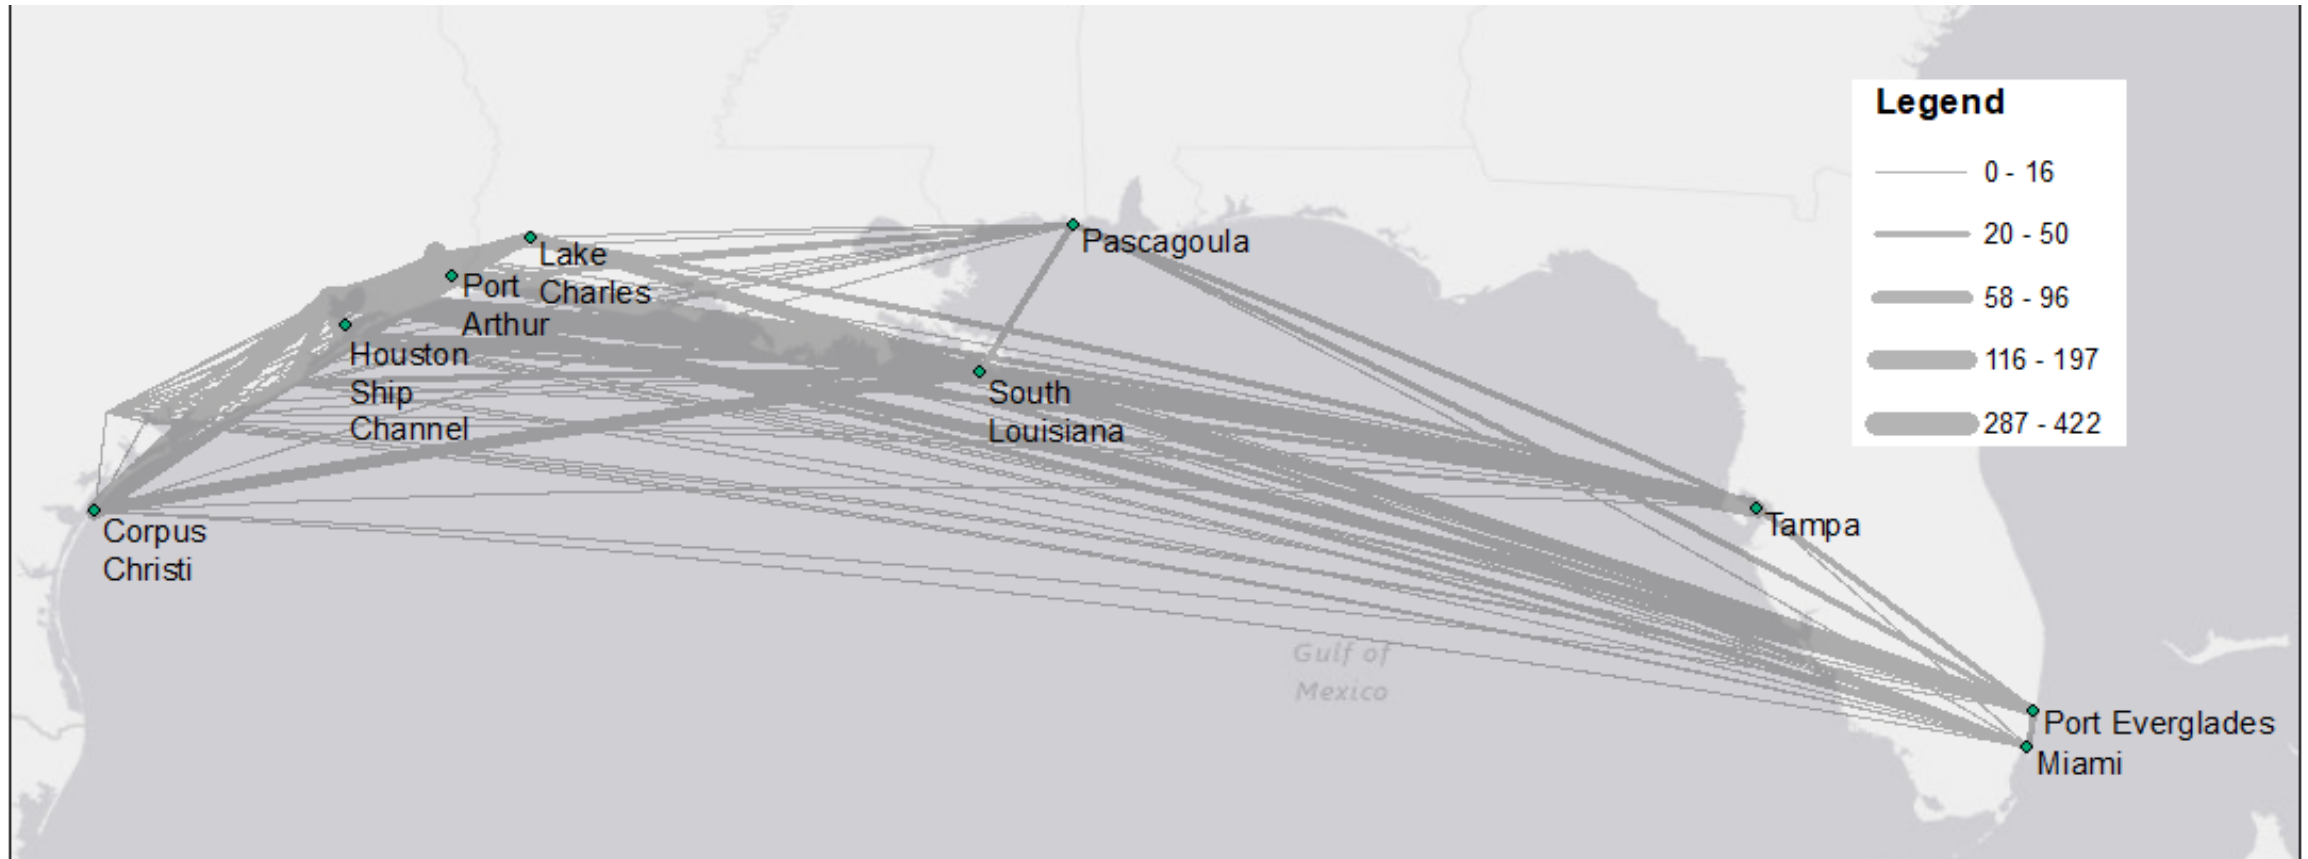 Legend
0 - 16
20 - 50
58 - 96
116 - 197
287 - 422
Pascagoula
Lake
Charles
Port
Arthur
Houston
Ship
Channel
South
Louisiana
Corpus
Christi
Tampa
Gulf of
Mexico
Port Everglades
Miami